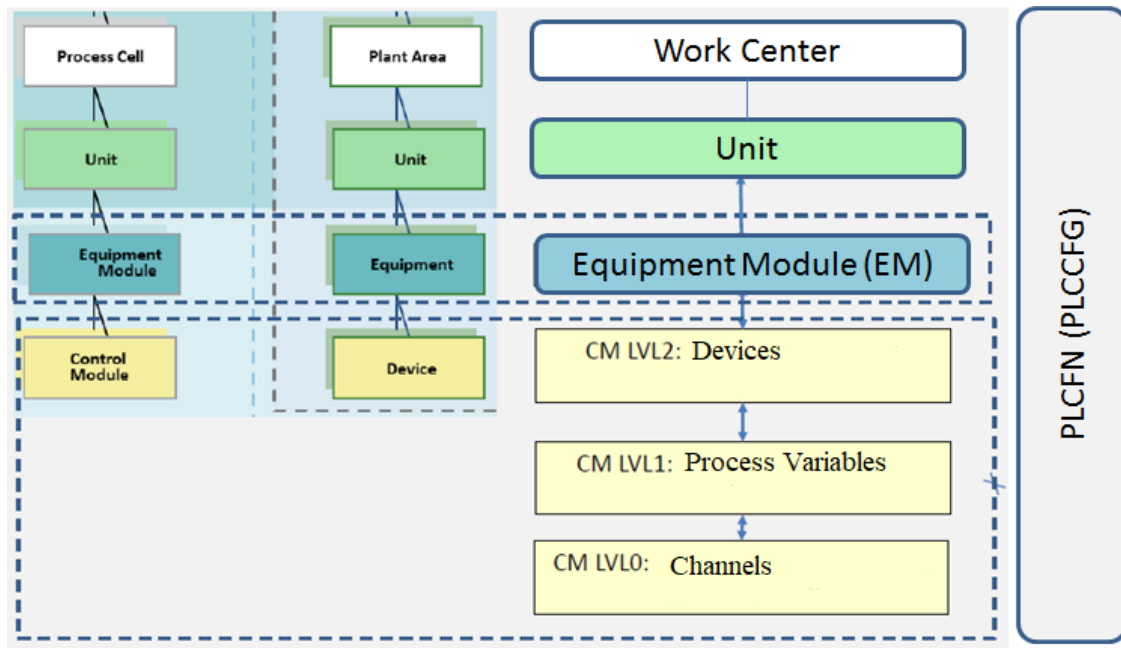 Process Cell
Plant Area
Work Center
Unit
Unit
Unit
Equipment
Module
Equipment
Equipment Module (EM)
Control
Module
Device
CM LVL2: Devices
CM LVL1: Process Variables
CM LVL0: Channels
PLCFN (PLCCFG)